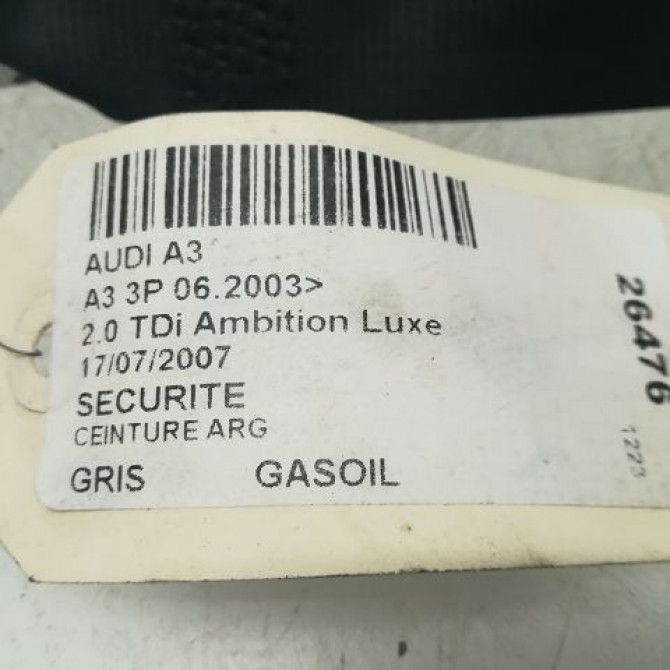 AUDI A3
A3 3P 06.2003>
2.0 TDi Ambition Luxe
17/07/2007
SECURITE
CEINTURE ARG
GRIS GASOIL
26476
1223